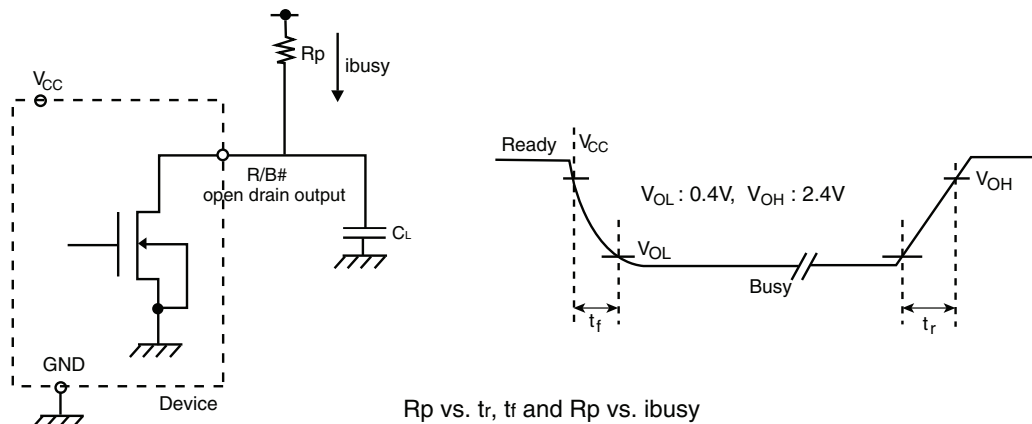 Rp
ibusy
VCC
R/B#
open drain output
CL
GND
Device
Ready
VCC
VOL : 0.4V, VOH : 2.4V
VOH
VOL
Busy
tf
tr
Rp vs. tr, tf and Rp vs. ibusy